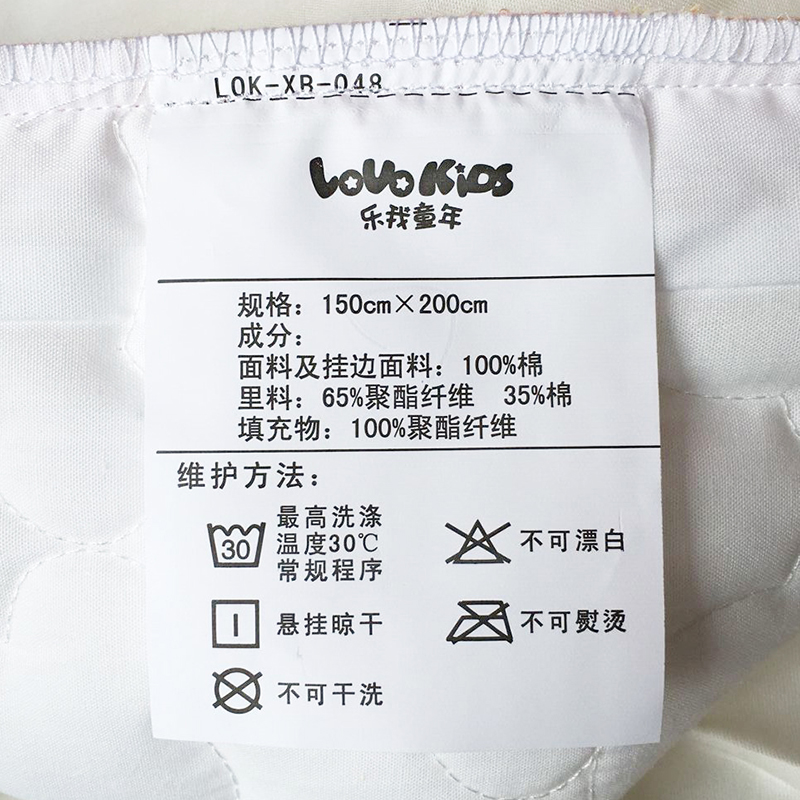 LOK-XB-048
LOVO KIDS
乐我童年
规格：150cm×200cm
成分：
面料及挂边面料：100%棉
里料：65%聚酯纤维 35%棉
填充物：100%聚酯纤维
维护方法：
最高洗涤
温度30℃
常规程序
30
不可漂白
悬挂晾干
不可熨烫
不可干洗